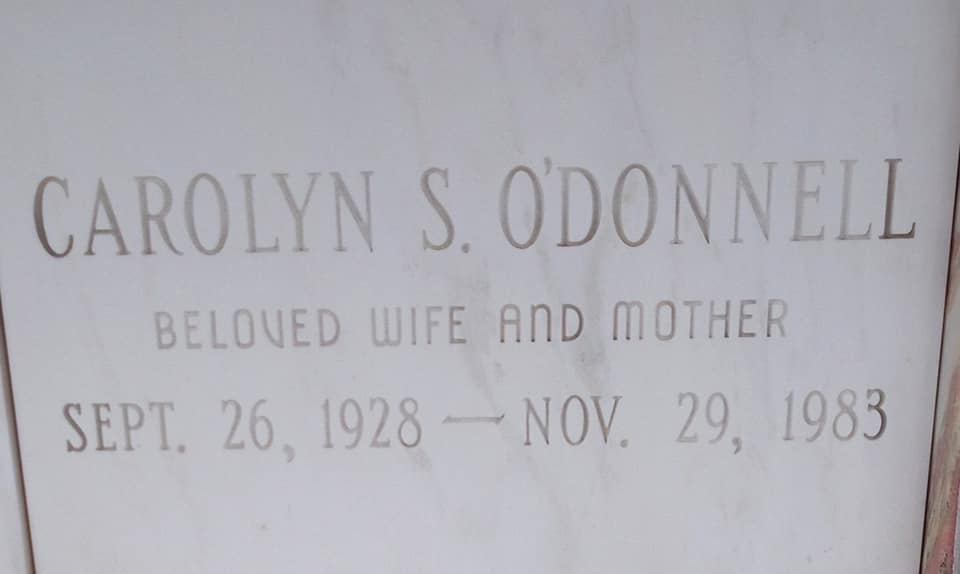 CAROLYN S. O'DONNELL
BELOVED WIFE AND MOTHER
SEPT. 26, 1928 — NOV. 29, 1983